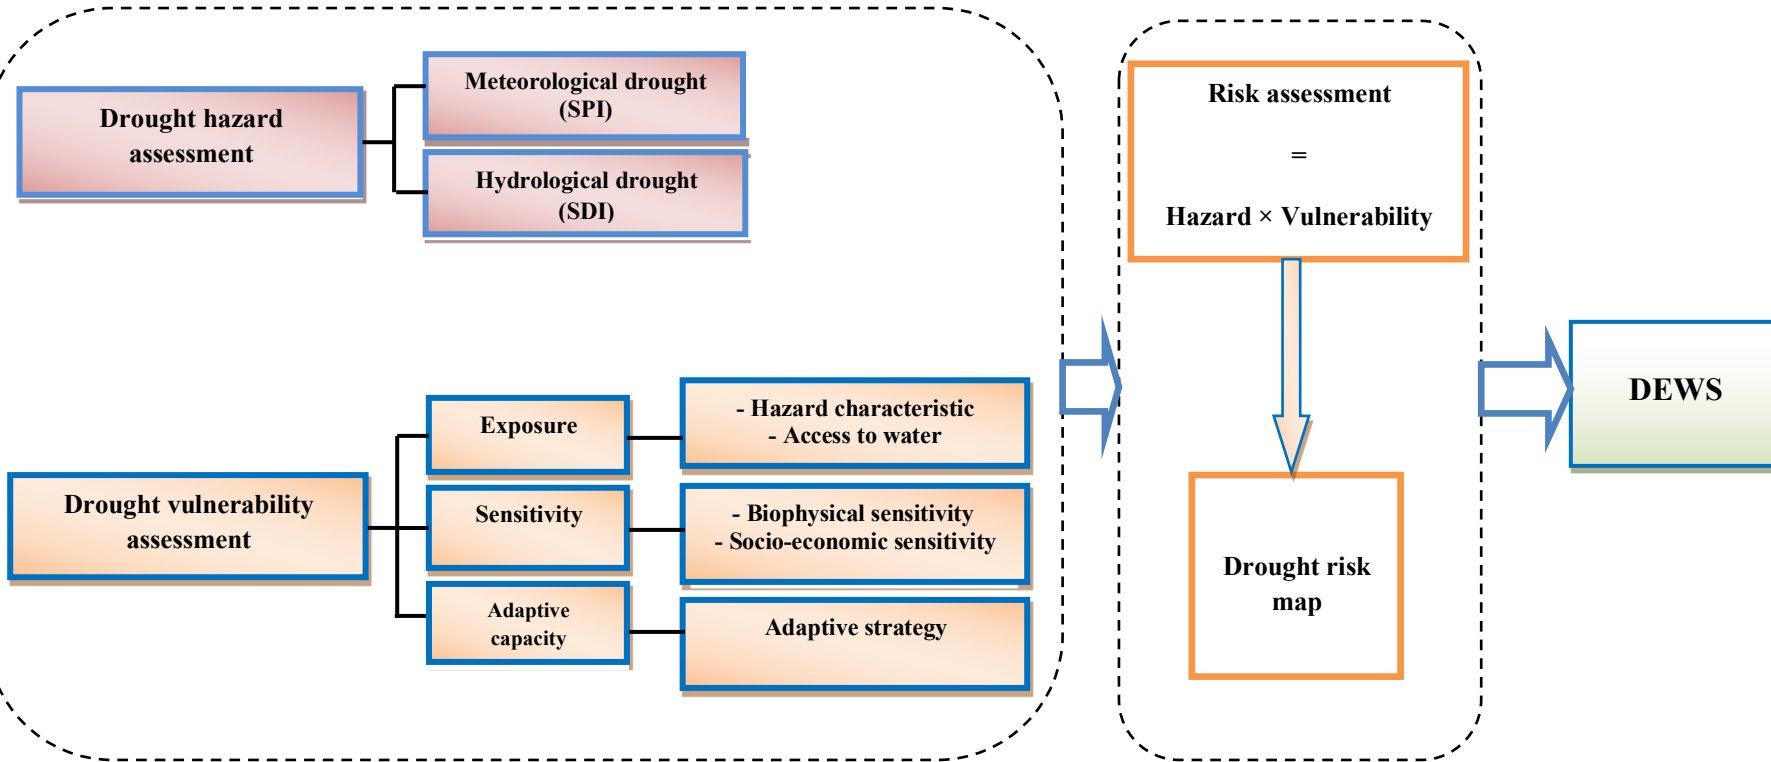 Drought hazard
assessment
Meteorological drought
(SPI)
Hydrological drought
(SDI)
Drought vulnerability
assessment
Exposure
- Hazard characteristic
- Access to water
Sensitivity
- Biophysical sensitivity
- Socio-economic sensitivity
Adaptive
capacity
Adaptive strategy
Risk assessment
=
Hazard × Vulnerability
Drought risk
map
DEWS